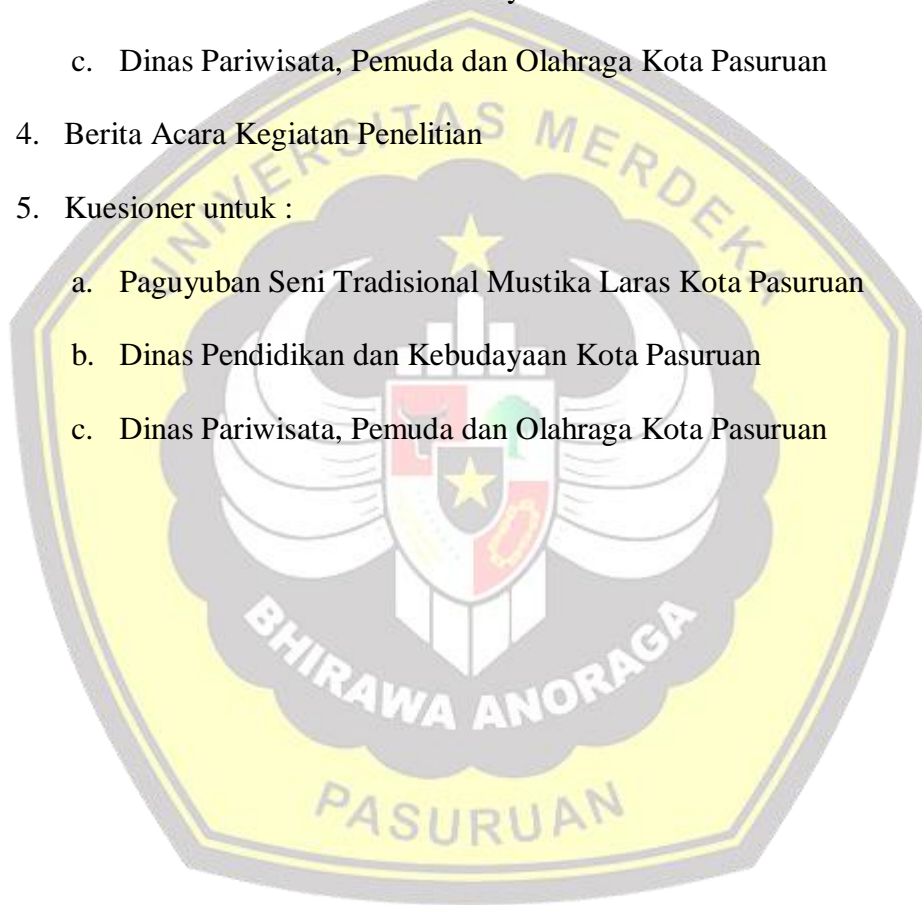 c. Dinas Pariwisata, Pemuda dan Olahraga Kota Pasuruan
4. Berita Acara Kegiatan Penelitian
5. Kuesioner untuk :
a. Paguyuban Seni Tradisional Mustika Laras Kota Pasuruan
b. Dinas Pendidikan dan Kebudayaan Kota Pasuruan
c. Dinas Pariwisata, Pemuda dan Olahraga Kota Pasuruan
UNIVERSITAS MERDEKA
BHIRAWA ANORAGA
PASURUAN